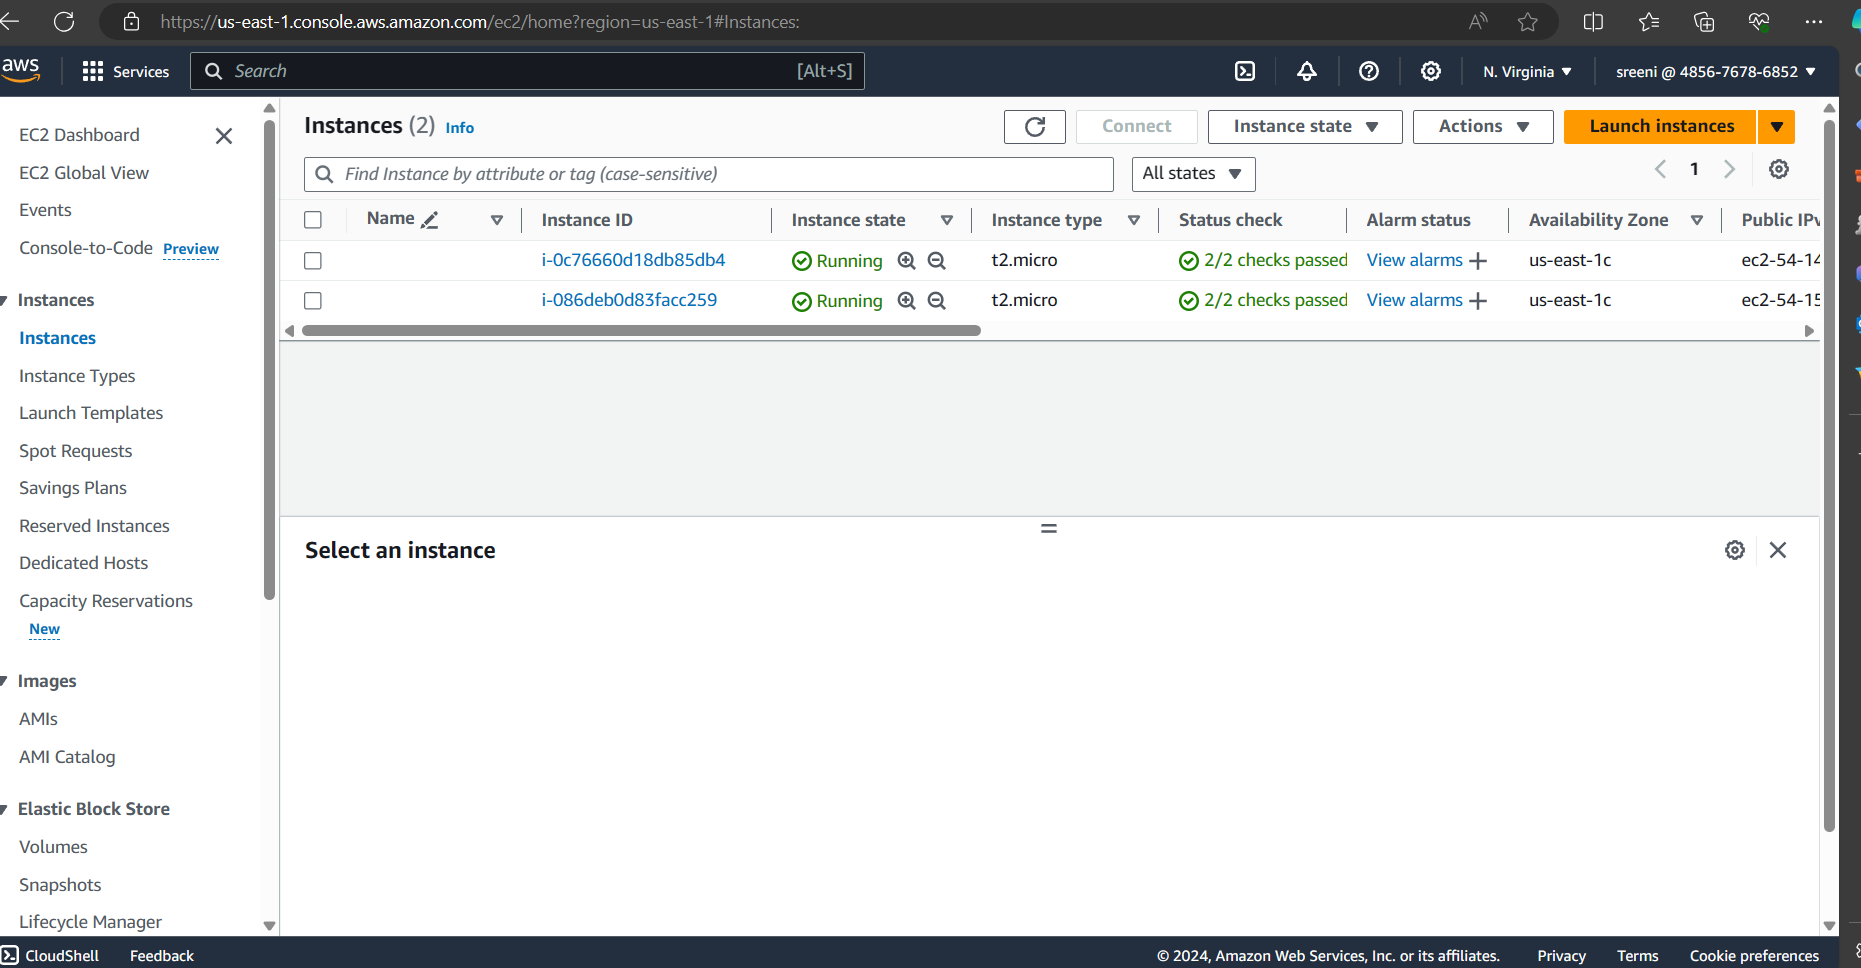 https://us-east-1.console.aws.amazon.com/ec2/home?region=us-east-1#Instances:
aws Services Search [Alt+S] N. Virginia sreeni @ 4856-7678-6852
EC2 Dashboard
EC2 Global View
Events
Console-to-Code Preview
Instances
Instances
Instance Types
Launch Templates
Spot Requests
Savings Plans
Reserved Instances
Dedicated Hosts
Capacity Reservations
New
Images
AMIs
AMI Catalog
Elastic Block Store
Volumes
Snapshots
Lifecycle Manager
Instances (2) Info Connect Instance state Actions Launch instances
Find Instance by attribute or tag (case-sensitive) All states 1
Name Instance ID Instance state Instance type Status check Alarm status Availability Zone Public IPv
i-0c76660d18db85db4 Running t2.micro 2/2 checks passed View alarms us-east-1c ec2-54-14
i-086deb0d83facc259 Running t2.micro 2/2 checks passed View alarms us-east-1c ec2-54-15
Select an instance
CloudShell Feedback © 2024, Amazon Web Services, Inc. or its affiliates. Privacy Terms Cookie preferences